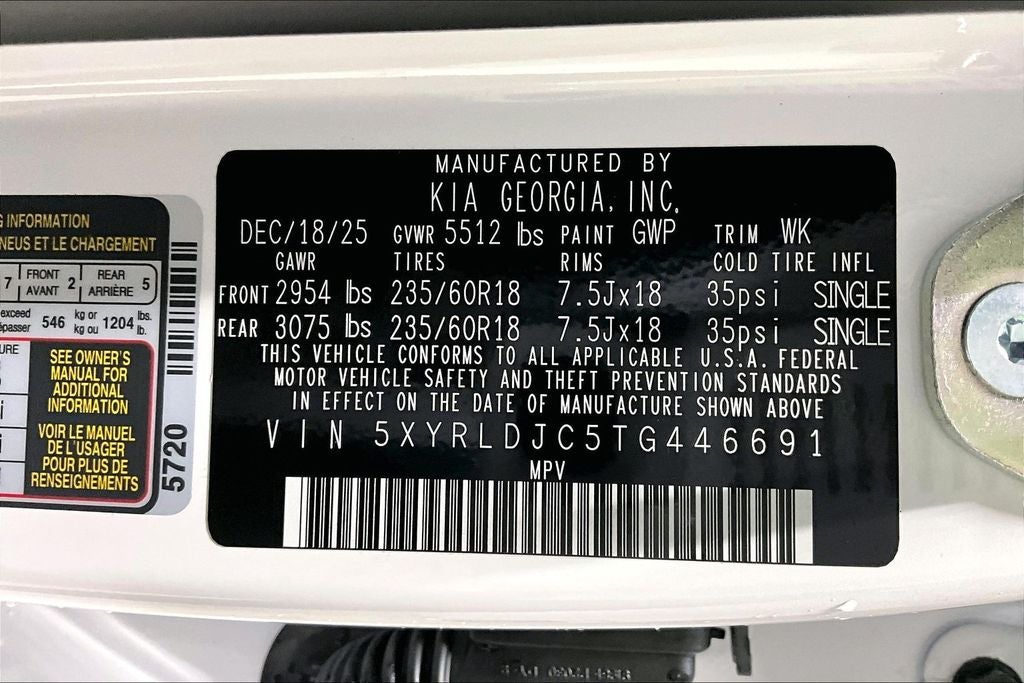 MANUFACTURED BY
KIA GEORGIA, INC.
DEC/18/25 GVWR 5512 lbs PAINT GWP TRIM WK
GAWR TIRES RIMS COLD TIRE INFL
FRONT 2954 lbs 235/60R18 7.5Jx18 35psi SINGLE
REAR 3075 lbs 235/60R18 7.5Jx18 35psi SINGLE
THIS VEHICLE CONFORMS TO ALL APPLICABLE U.S.A. FEDERAL
MOTOR VEHICLE SAFETY AND THEFT PREVENTION STANDARDS
IN EFFECT ON THE DATE OF MANUFACTURE SHOWN ABOVE
VIN 5XYRLDJC5TG446691
MPV
INFORMATION
NEUS ET LE CHARGEMENT
7 FRONT AVANT 2 REAR ARRIÈRE 5
exceed 546 kg or kg ou 1204 lbs. lb.
SEE OWNER'S
MANUAL FOR
ADDITIONAL
INFORMATION
VOIR LE MANUEL
DE L'USAGER
POUR PLUS DE
RENSEIGNEMENTS
5720